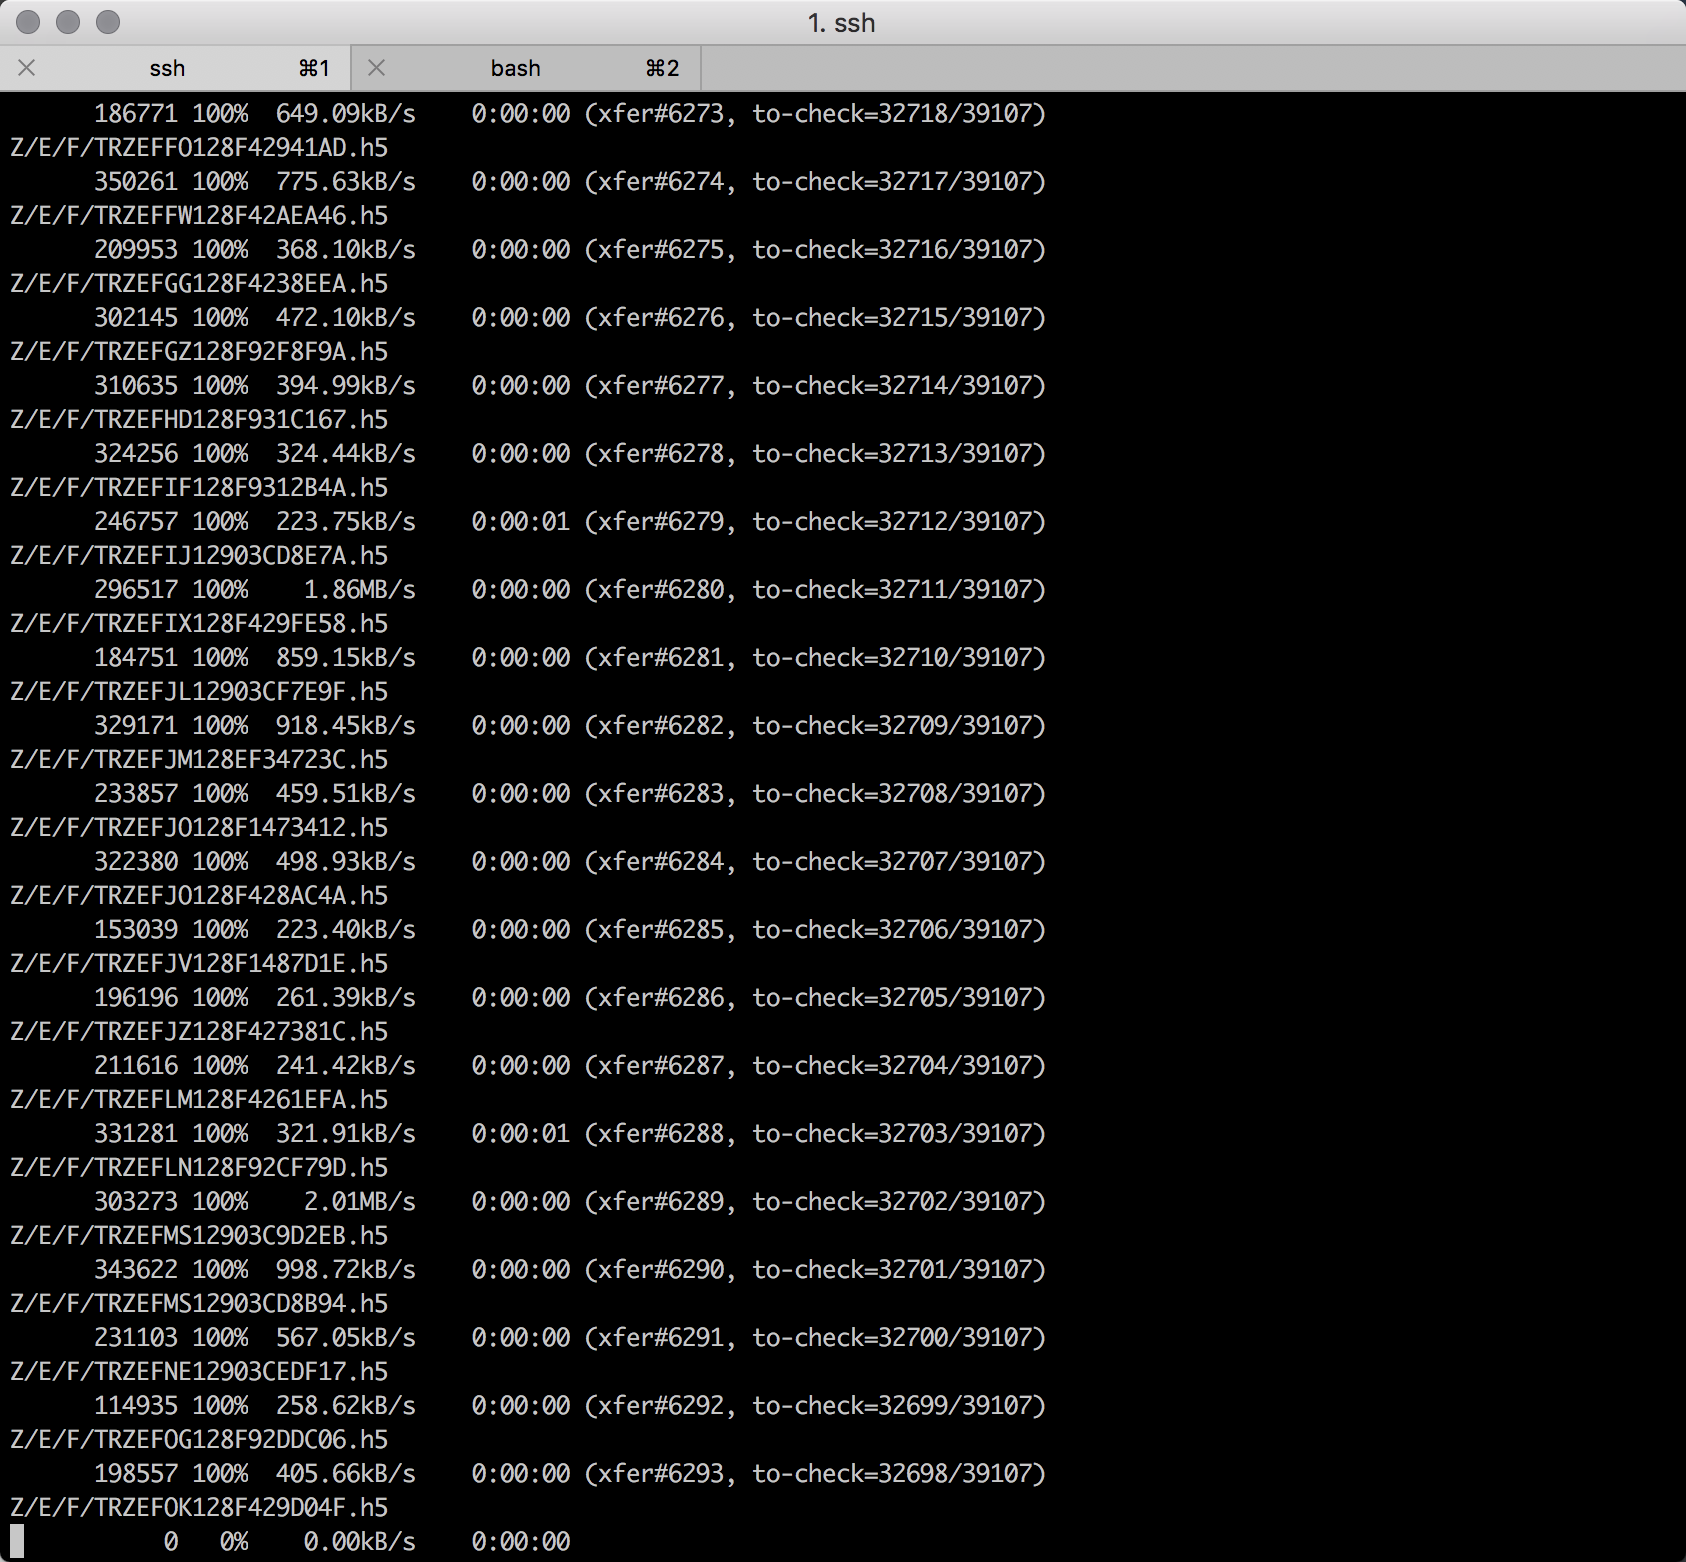 1. ssh
ssh ⌘1 bash ⌘2
186771 100% 649.09kB/s 0:00:00 (xfer#6273, to-check=32718/39107)
Z/E/F/TRZEFFO128F42941AD.h5
350261 100% 775.63kB/s 0:00:00 (xfer#6274, to-check=32717/39107)
Z/E/F/TRZEFFW128F42AEA46.h5
209953 100% 368.10kB/s 0:00:00 (xfer#6275, to-check=32716/39107)
Z/E/F/TRZEFGG128F4238EEA.h5
302145 100% 472.10kB/s 0:00:00 (xfer#6276, to-check=32715/39107)
Z/E/F/TRZEFGZ128F92F8F9A.h5
310635 100% 394.99kB/s 0:00:00 (xfer#6277, to-check=32714/39107)
Z/E/F/TRZEFHD128F931C167.h5
324256 100% 324.44kB/s 0:00:00 (xfer#6278, to-check=32713/39107)
Z/E/F/TRZEFIF128F9312B4A.h5
246757 100% 223.75kB/s 0:00:01 (xfer#6279, to-check=32712/39107)
Z/E/F/TRZEFIJ12903CD8E7A.h5
296517 100% 1.86MB/s 0:00:00 (xfer#6280, to-check=32711/39107)
Z/E/F/TRZEFIX128F429FE58.h5
184751 100% 859.15kB/s 0:00:00 (xfer#6281, to-check=32710/39107)
Z/E/F/TRZEFJL12903CF7E9F.h5
329171 100% 918.45kB/s 0:00:00 (xfer#6282, to-check=32709/39107)
Z/E/F/TRZEFJM128EF34723C.h5
233857 100% 459.51kB/s 0:00:00 (xfer#6283, to-check=32708/39107)
Z/E/F/TRZEFJO128F1473412.h5
322380 100% 498.93kB/s 0:00:00 (xfer#6284, to-check=32707/39107)
Z/E/F/TRZEFJO128F428AC4A.h5
153039 100% 223.40kB/s 0:00:00 (xfer#6285, to-check=32706/39107)
Z/E/F/TRZEFJV128F1487D1E.h5
196196 100% 261.39kB/s 0:00:00 (xfer#6286, to-check=32705/39107)
Z/E/F/TRZEFJZ128F427381C.h5
211616 100% 241.42kB/s 0:00:00 (xfer#6287, to-check=32704/39107)
Z/E/F/TRZEFLM128F4261EFA.h5
331281 100% 321.91kB/s 0:00:01 (xfer#6288, to-check=32703/39107)
Z/E/F/TRZEFLN128F92CF79D.h5
303273 100% 2.01MB/s 0:00:00 (xfer#6289, to-check=32702/39107)
Z/E/F/TRZEFMS12903C9D2EB.h5
343622 100% 998.72kB/s 0:00:00 (xfer#6290, to-check=32701/39107)
Z/E/F/TRZEFMS12903CD8B94.h5
231103 100% 567.05kB/s 0:00:00 (xfer#6291, to-check=32700/39107)
Z/E/F/TRZEFNE12903CEDF17.h5
114935 100% 258.62kB/s 0:00:00 (xfer#6292, to-check=32699/39107)
Z/E/F/TRZEFOG128F92DDC06.h5
198557 100% 405.66kB/s 0:00:00 (xfer#6293, to-check=32698/39107)
Z/E/F/TRZEFOK128F429D04F.h5
0 0% 0.00kB/s 0:00:00